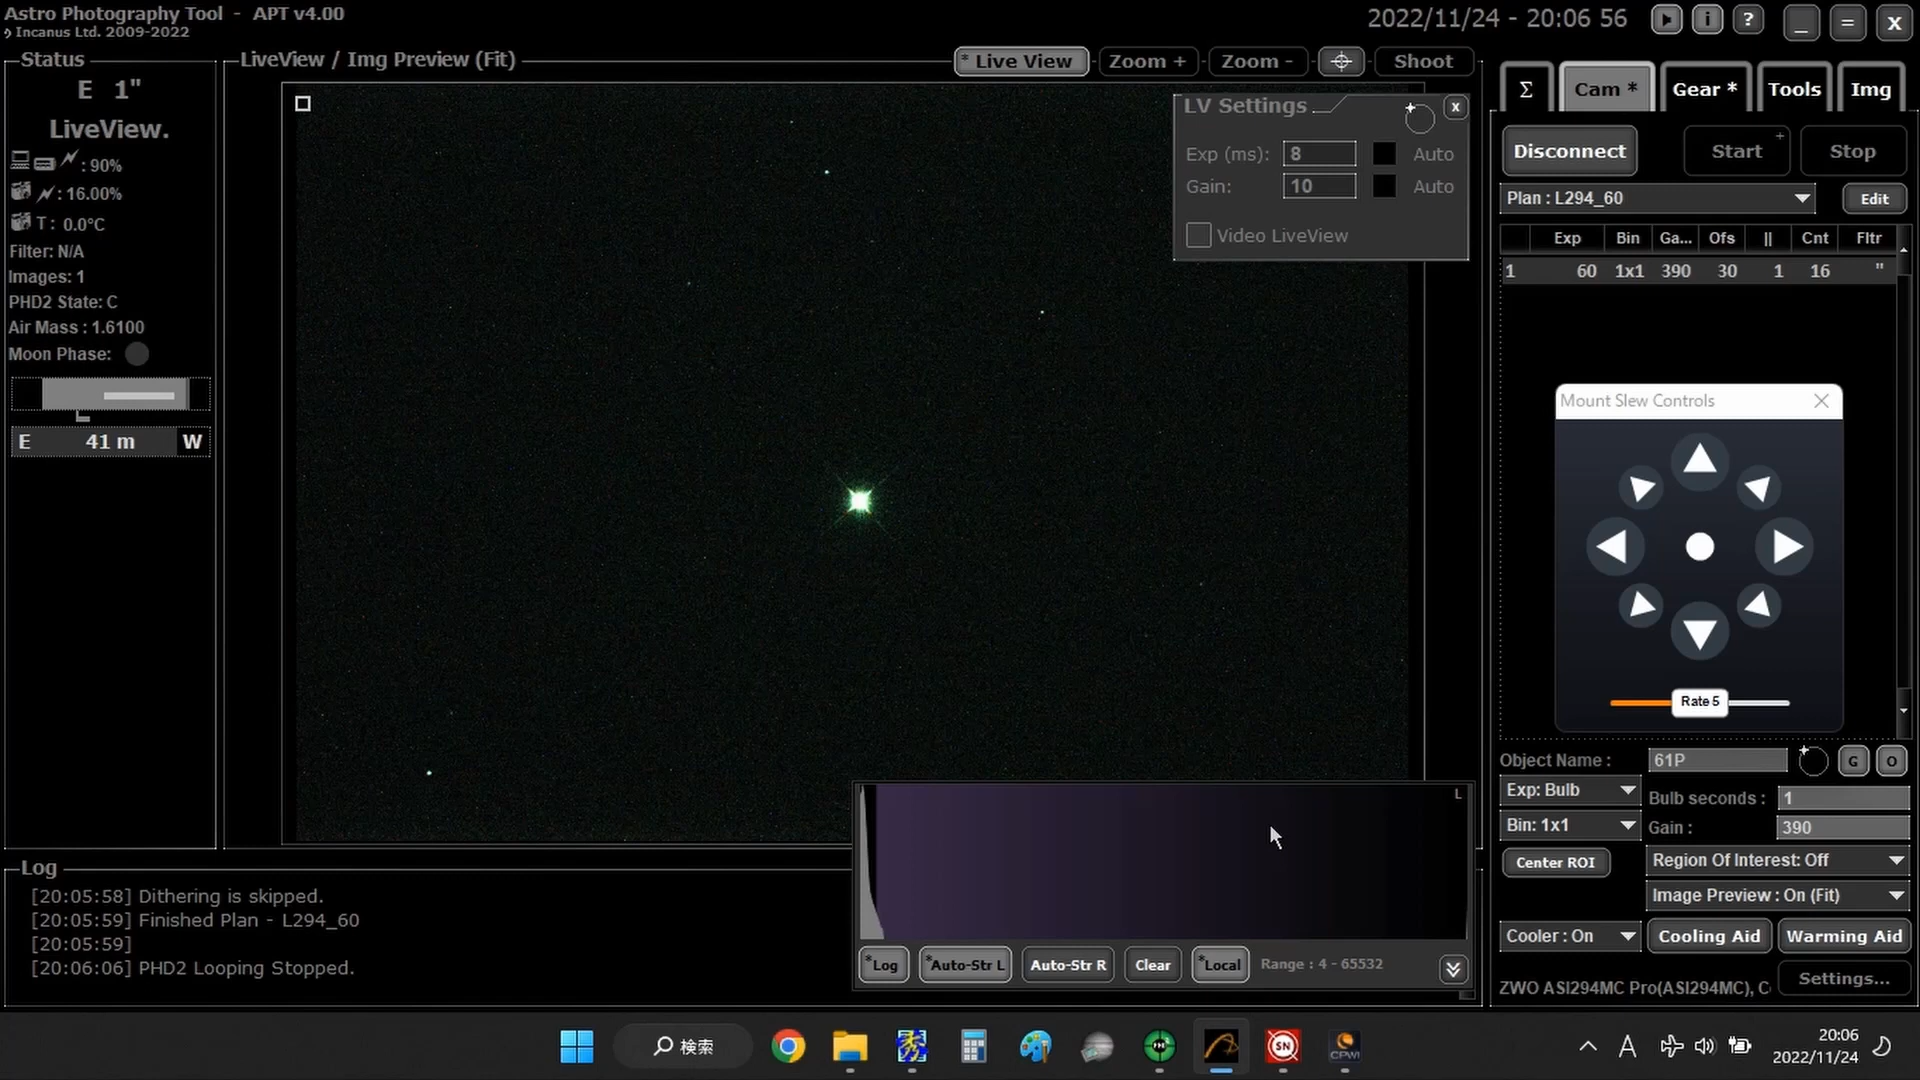 Astro Photography Tool - APT v4.00
Incanus Ltd. 2009-2022
2022/11/24 - 20:06 56
i
?
_
=
X
Status
E 1"
LiveView.
: 90%
: 16.00%
T : 0.0°C
Filter: N/A
Images: 1
PHD2 State: C
Air Mass : 1.6100
Moon Phase:
E 41 m W
LiveView / Img Preview (Fit)
* Live View
Zoom +
Zoom -
Shoot
LV Settings
x
Exp (ms): 8 Auto
Gain: 10 Auto
Video LiveView
Σ
Cam *
Gear *
Tools
Img
Disconnect
Start +
Stop
Plan : L294_60
Edit
Exp Bin Ga... Ofs || Cnt Fltr
1 60 1x1 390 30 1 16 "
Mount Slew Controls
Rate 5
Object Name : 61P
G
O
Exp: Bulb
Bulb seconds : 1
Bin: 1x1
Gain : 390
Center ROI
Region Of Interest: Off
Image Preview : On (Fit)
Cooler : On
Cooling Aid
Warming Aid
ZWO ASI294MC Pro(ASI294MC), C
Settings...
Log
[20:05:58] Dithering is skipped.
[20:05:59] Finished Plan - L294_60
[20:05:59]
[20:06:06] PHD2 Looping Stopped.
L
*Log
*Auto-Str L
Auto-Str R
Clear
*Local
Range : 4 - 65532
検索
SN
CPWI
A
20:06
2022/11/24